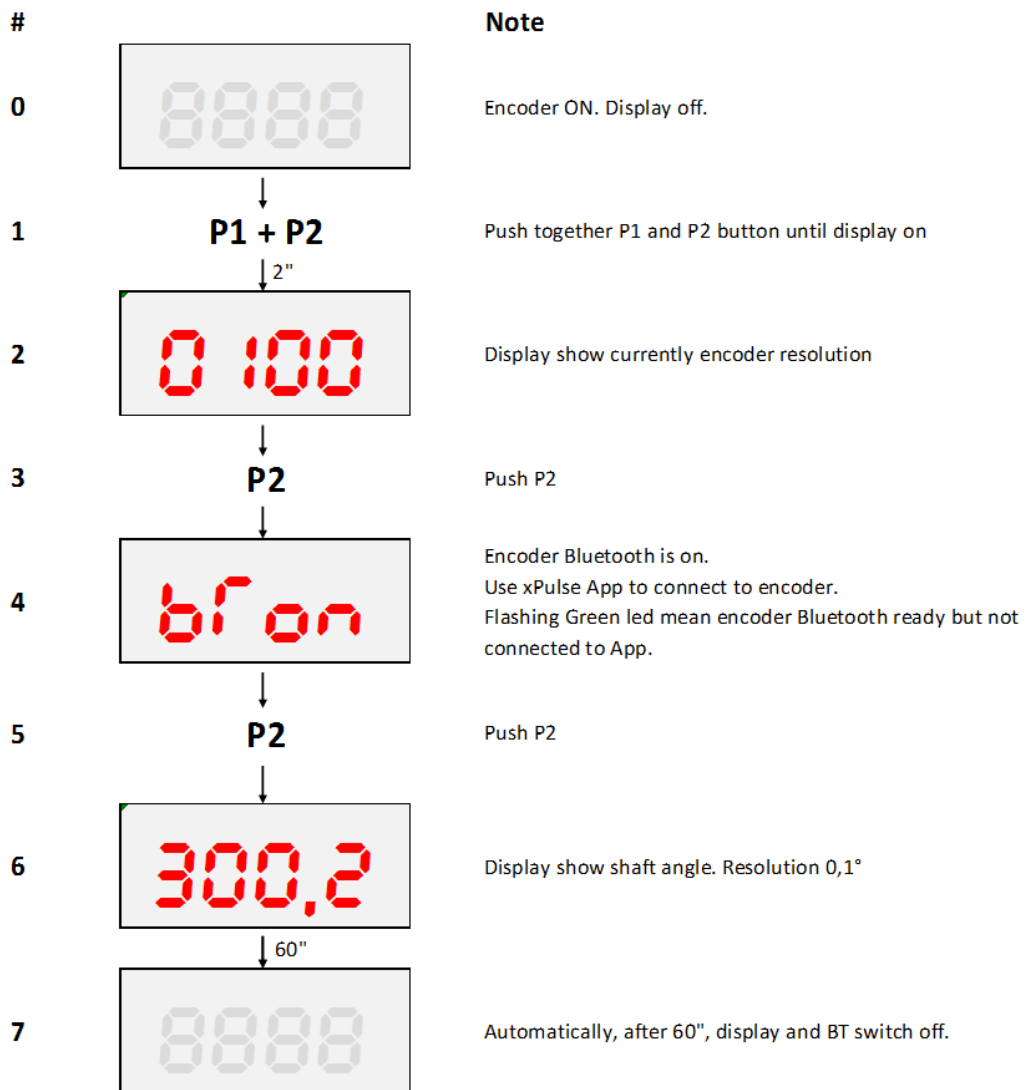 # Note
0 8888 Encoder ON. Display off.
1 P1 + P2 Push together P1 and P2 button until display on
2"
2 0100 Display show currently encoder resolution
3 P2 Push P2
Encoder Bluetooth is on.
Use xPulse App to connect to encoder.
4 bT on
Flashing Green led mean encoder Bluetooth ready but not
connected to App.
5 P2 Push P2
6 300,2 Display show shaft angle. Resolution 0,1°
60"
7 8888 Automatically, after 60", display and BT switch off.